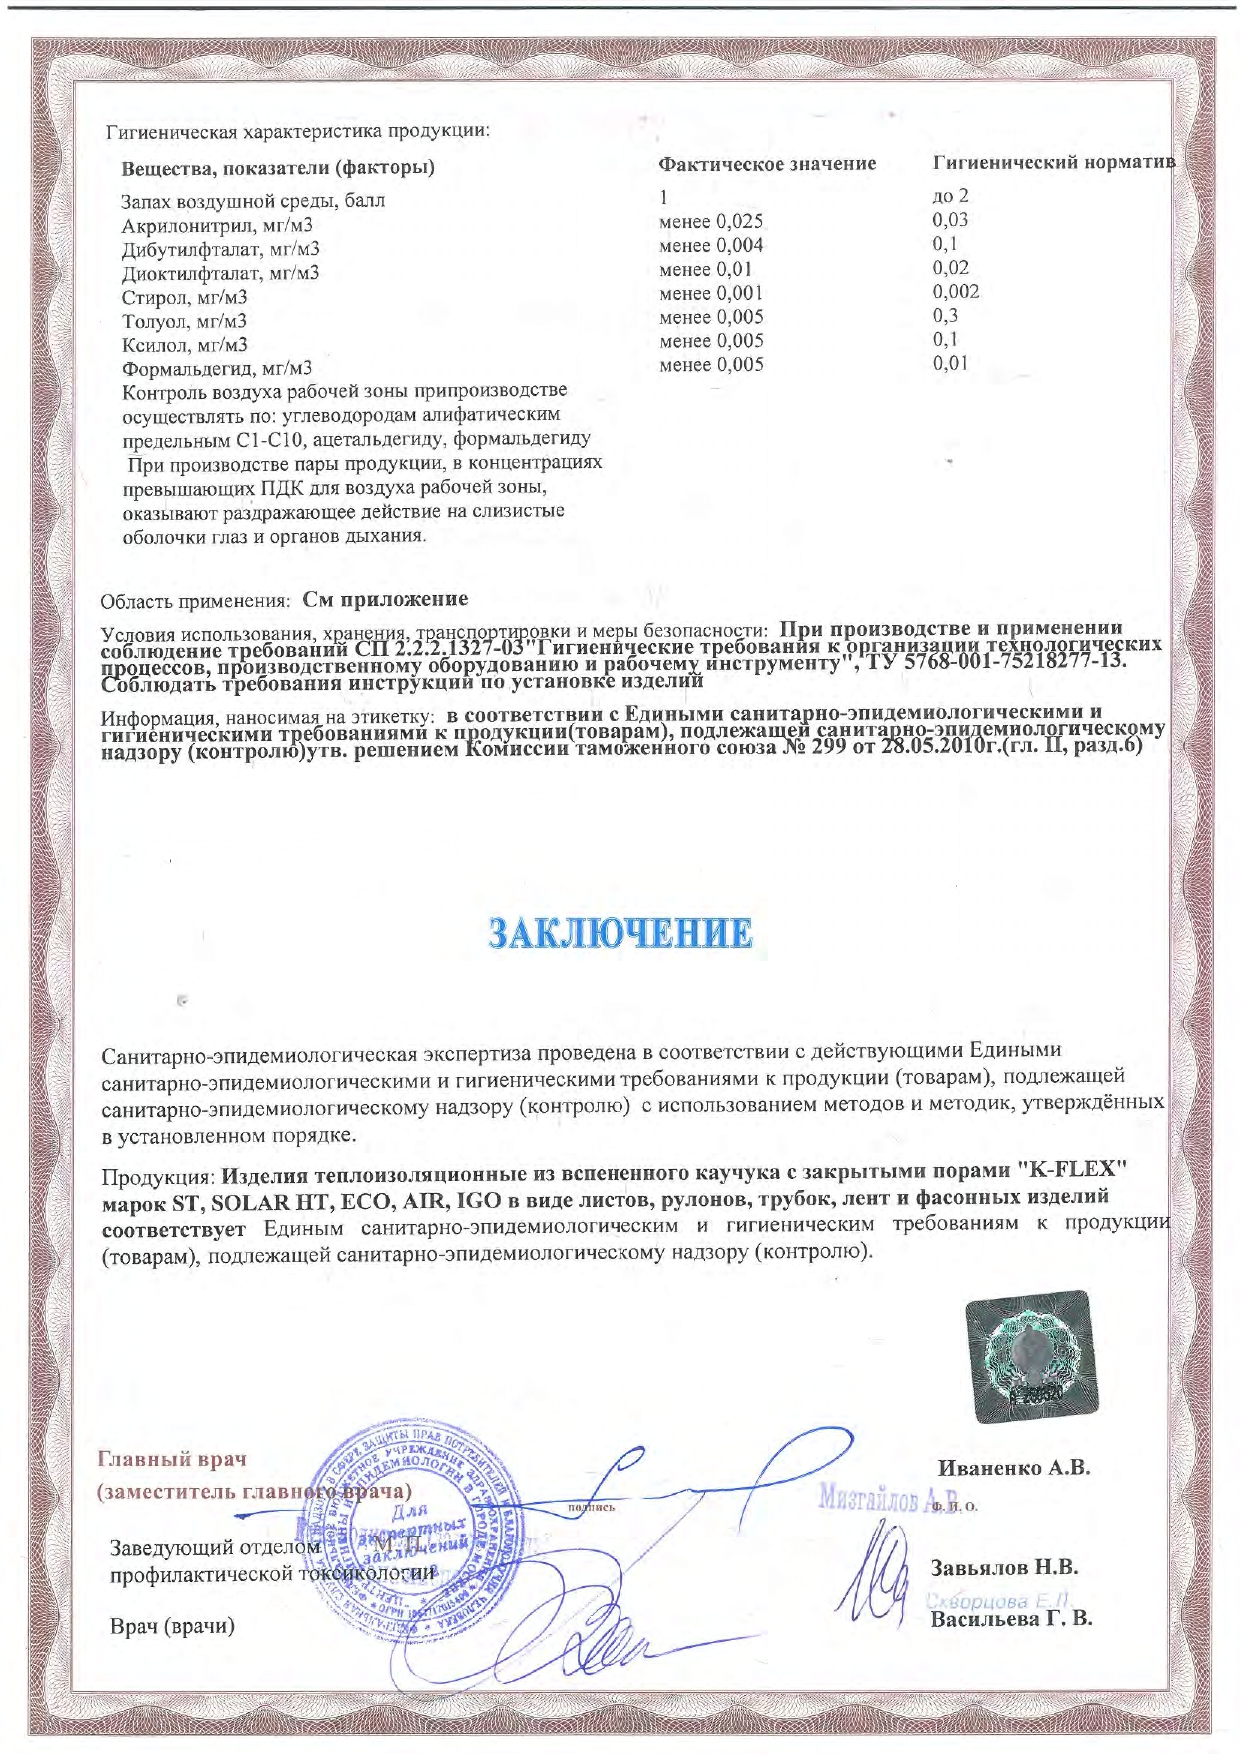 Гигиеническая характеристика продукции:
Вещества, показатели (факторы) Фактическое значение Гигиенический норматив
Запах воздушной среды, балл 1 до 2
Акрилонитрил, мг/м3 менее 0,025 0,03
Дибутилфталат, мг/м3 менее 0,004 0,1
Диоктилфталат, мг/м3 менее 0,01 0,02
Стирол, мг/м3 менее 0,001 0,002
Толуол, мг/м3 менее 0,005 0,3
Ксилол, мг/м3 менее 0,005 0,1
Формальдегид, мг/м3 менее 0,005 0,01
Контроль воздуха рабочей зоны припроизводстве
осуществлять по: углеводородам алифатическим
предельным С1-С10, ацетальдегиду, формальдегиду
При производстве пары продукции, в концентрациях
превышающих ПДК для воздуха рабочей зоны,
оказывают раздражающее действие на слизистые
оболочки глаз и органов дыхания.
Область применения: См приложение
Условия использования, хранения, транспортировки и меры безопасности: При производстве и применении
соблюдение требований СП 2.2.2.1327-03"Гигиенические требования к организации технологических
процессов, производственному оборудованию и рабочему инструменту", ТУ 5768-001-75218277-13.
Соблюдать требования инструкции по установке изделий
Информация, наносимая на этикетку: в соответствии с Едиными санитарно-эпидемиологическими и
гигиеническими требованиями к продукции(товарам), подлежащей санитарно-эпидемиологическому
надзору (контролю)утв. решением Комиссии таможенного союза № 299 от 28.05.2010г.(гл. II, разд.6)
ЗАКЛЮЧЕНИЕ
Санитарно-эпидемиологическая экспертиза проведена в соответствии с действующими Едиными
санитарно-эпидемиологическими и гигиеническими требованиями к продукции (товарам), подлежащей
санитарно-эпидемиологическому надзору (контролю) с использованием методов и методик, утверждённых
в установленном порядке.
Продукция: Изделия теплоизоляционные из вспененного каучука с закрытыми порами "K-FLEX"
марок ST, SOLAR HT, ECO, AIR, IGO в виде листов, рулонов, трубок, лент и фасонных изделий
соответствует Единым санитарно-эпидемиологическим и гигиеническим требованиям к продукции
(товарам), подлежащей санитарно-эпидемиологическому надзору (контролю).
Главный врач
(заместитель главного врача)
подпись
Иваненко А.В.
Мизгайлов А.В.
Ф. И. О.
Для
экспертных
заключений
М. П.
Заведующий отделом
профилактической токсикологии
Завьялов Н.В.
Скворцова Е.Л.
Врач (врачи)
Васильева Г. В.